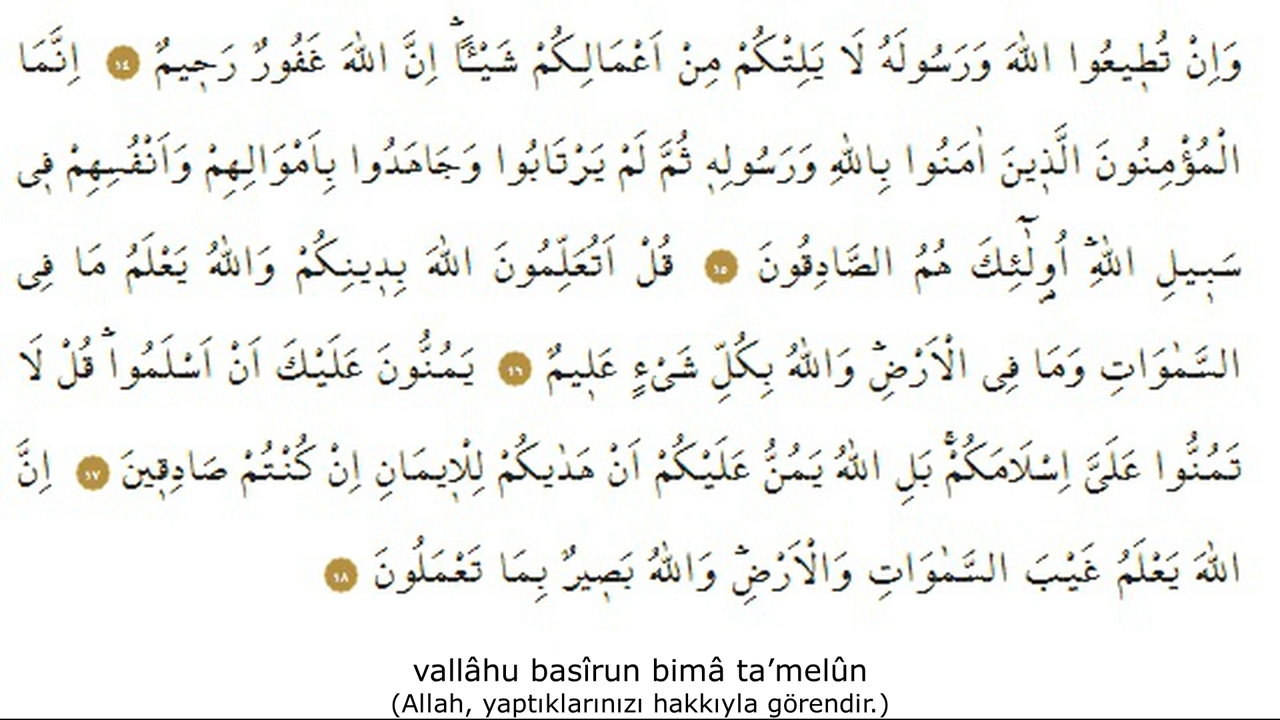 وَاِنْ تُطٖيعُوا اللّٰهَ وَرَسُولَهُ لَا يَلِتْكُمْ مِنْ اَعْمَالِكُمْ شَيْـًٔاؕ اِنَّ اللّٰهَ غَفُورٌ رَحٖيمٌ ﴿١٤﴾ اِنَّمَا
الْمُؤْمِنُونَ الَّذٖينَ اٰمَنُوا بِاللّٰهِ وَرَسُولِهٖ ثُمَّ لَمْ يَرْتَابُوا وَجَاهَدُوا بِاَمْوَالِهِمْ وَاَنْفُسِهِمْ فٖى
سَبٖيلِ اللّٰهِؕ اُو۬لٰٓئِكَ هُمُ الصَّادِقُونَ ﴿١٥﴾ قُلْ اَتُعَلِّمُونَ اللّٰهَ بِدٖينِكُمْ وَاللّٰهُ يَعْلَمُ مَا فِى
السَّمٰوَاتِ وَمَا فِى الْاَرْضِؕ وَاللّٰهُ بِكُلِّ شَىْءٍ عَلٖيمٌ ﴿١٦﴾ يَمُنُّونَ عَلَيْكَ اَنْ اَسْلَمُواؕ قُلْ لَا
تَمُنُّوا عَلَىَّ اِسْلَامَكُمْۚ بَلِ اللّٰهُ يَمُنُّ عَلَيْكُمْ اَنْ هَدٰيكُمْ لِلْاٖيمَانِ اِنْ كُنْتُمْ صَادِقٖينَ ﴿١٧﴾ اِنَّ
اللّٰهَ يَعْلَمُ غَيْبَ السَّمٰوَاتِ وَالْاَرْضِؕ وَاللّٰهُ بَصٖيرٌ بِمَا تَعْمَلُونَ ﴿١٨﴾
vallâhu basîrun bimâ ta’melûn
(Allah, yaptıklarınızı hakkıyla görendir.)